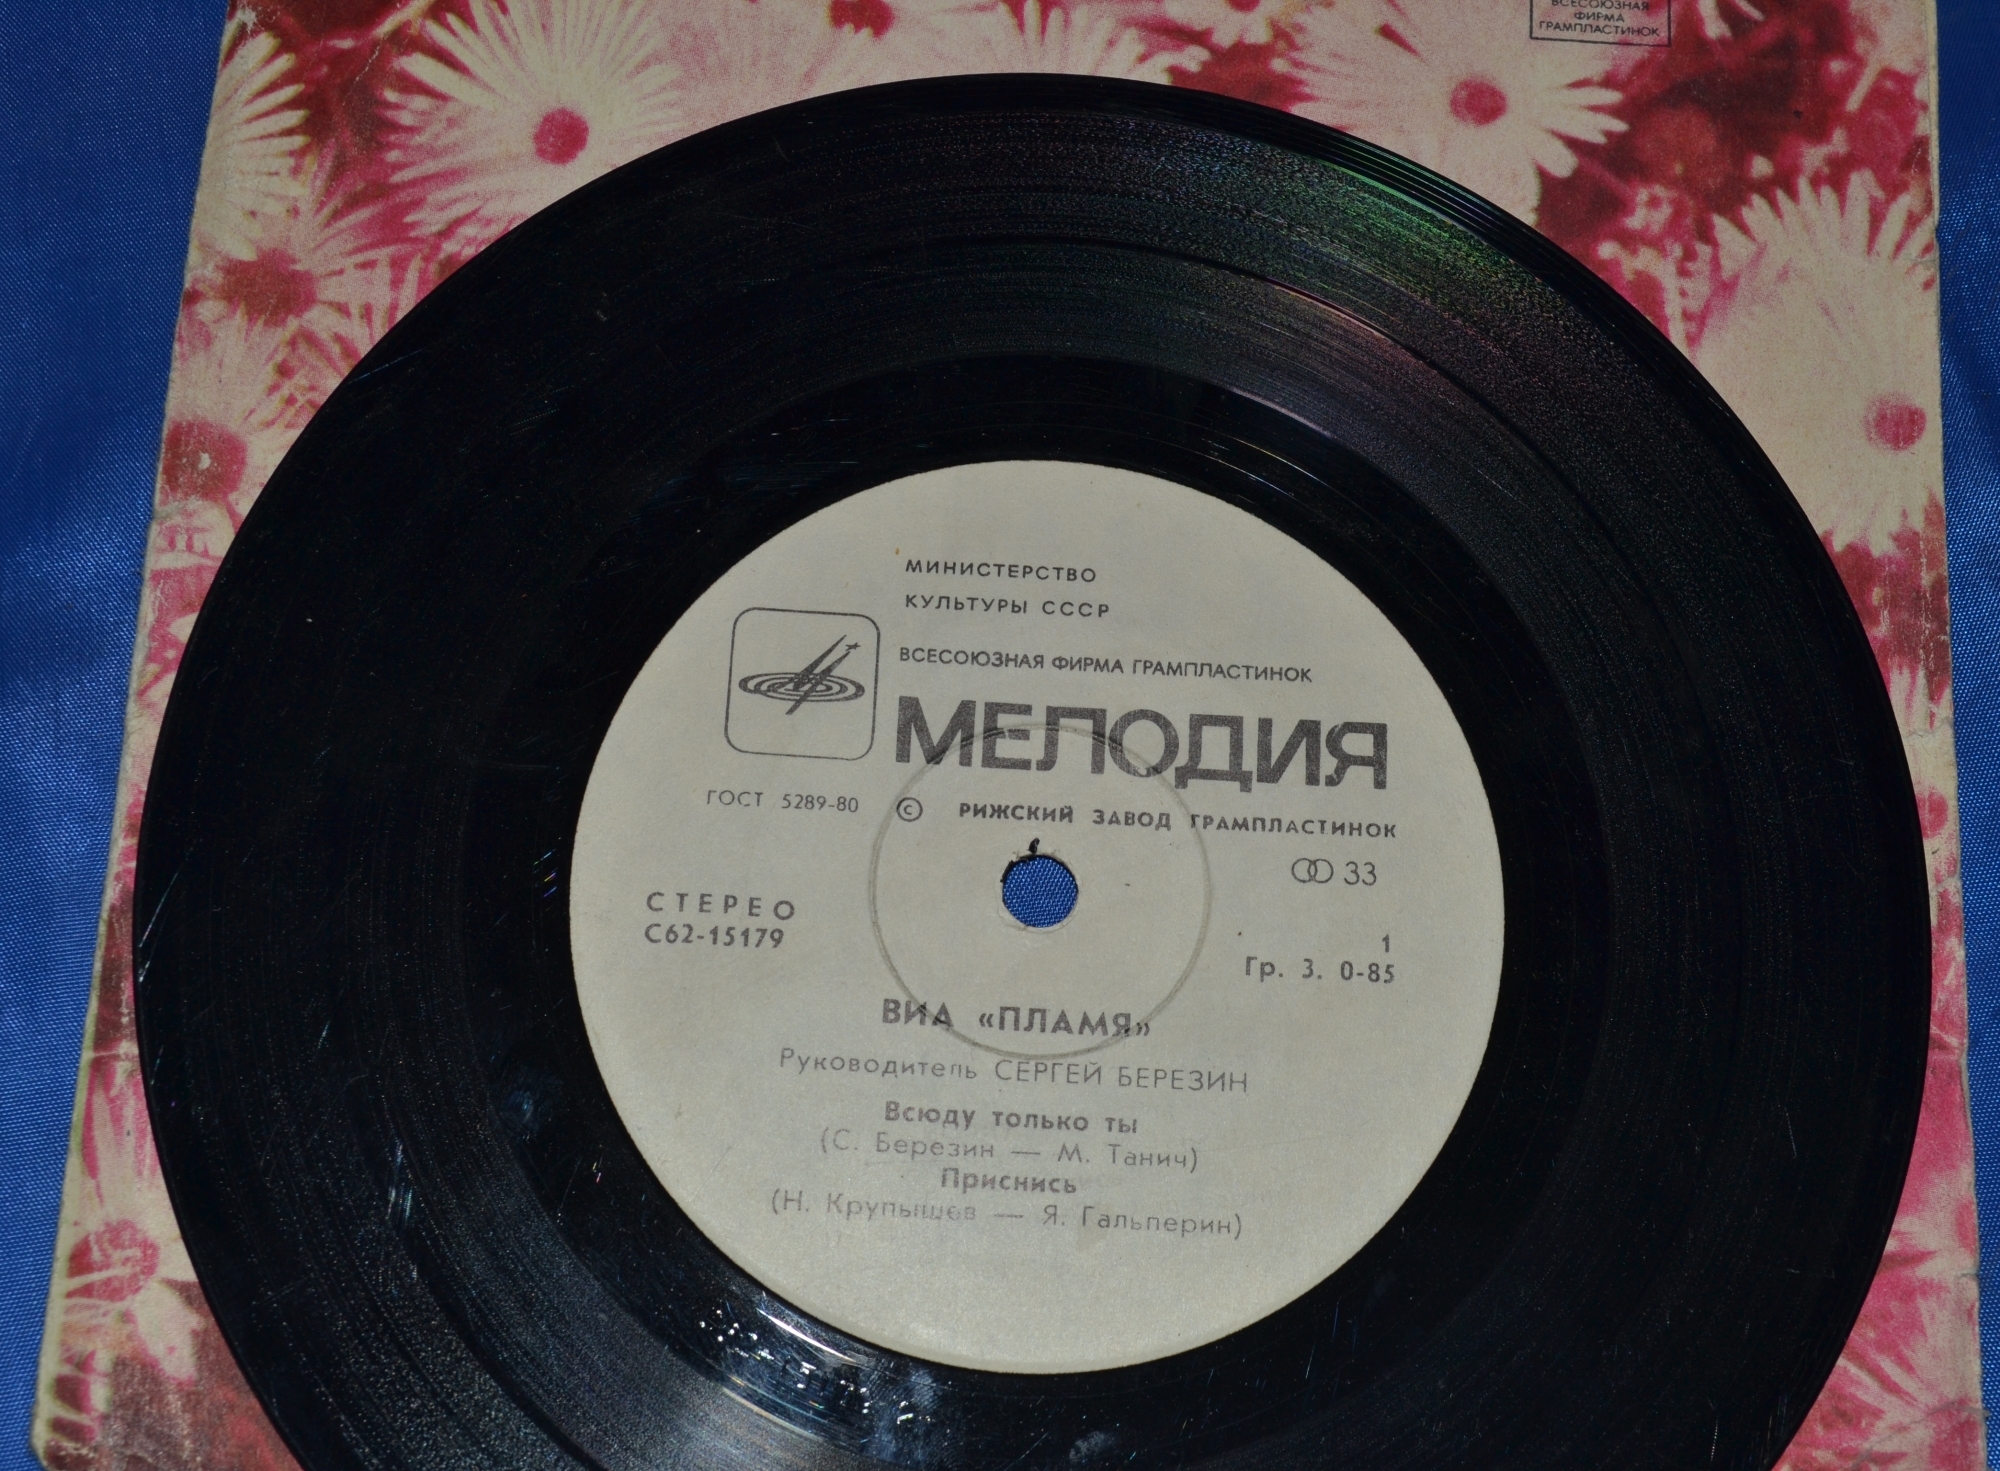 ВСЕСОЮЗНАЯ
ФИРМА
ГРАМПЛАСТИНОК
МИНИСТЕРСТВО
КУЛЬТУРЫ СССР
ВСЕСОЮЗНАЯ ФИРМА ГРАМПЛАСТИНОК
МЕЛОДИЯ
ГОСТ 5289-80 © РИЖСКИЙ ЗАВОД ГРАМПЛАСТИНОК
33
СТЕРЕО
С62-15179
1
Гр. 3. 0-85
ВИА «ПЛАМЯ»
Руководитель СЕРГЕЙ БЕРЕЗИН
Всюду только ты
(С. Березин — М. Танич)
Приснись
(Н. Крупышев — Я. Гальперин)